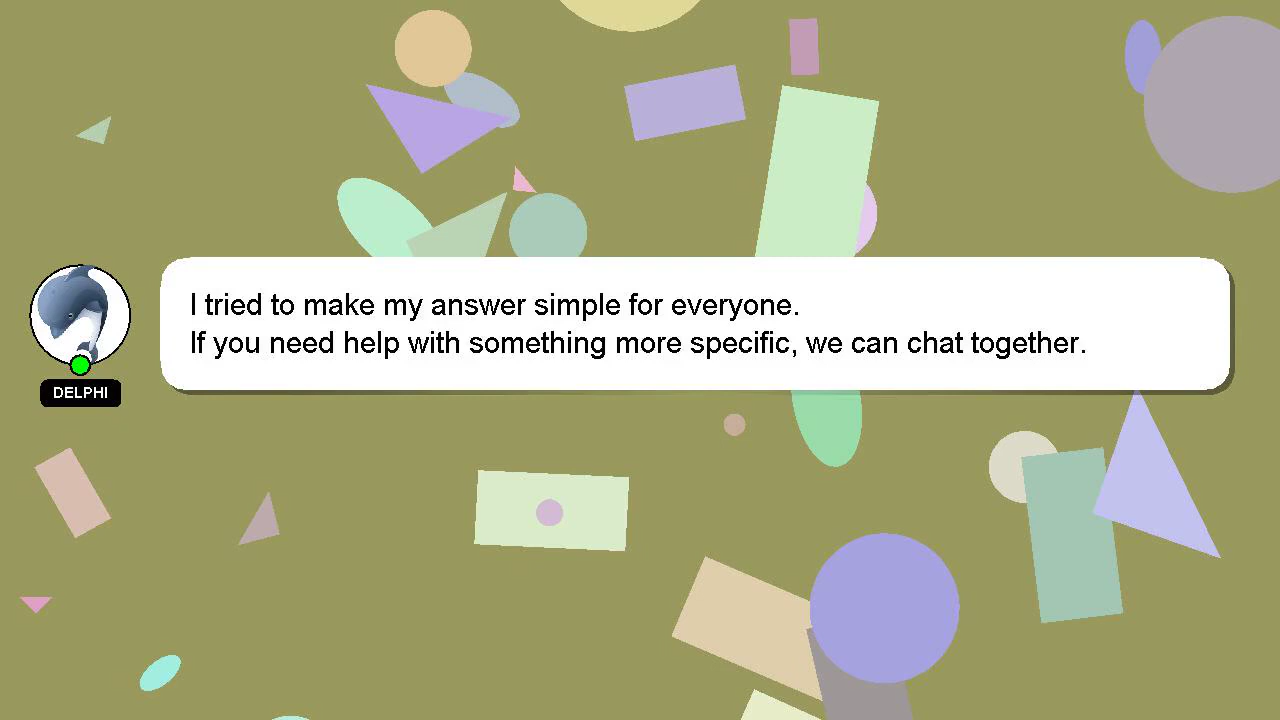 I tried to make my answer simple for everyone.
If you need help with something more specific, we can chat together.
DELPHI